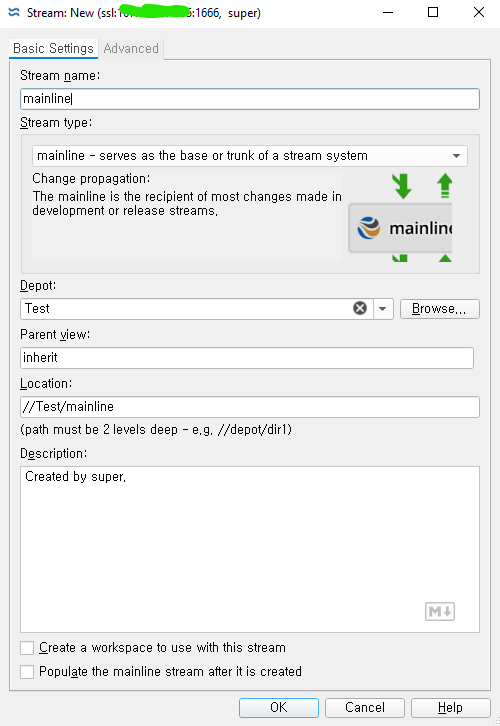 Stream: New (ssl:10 :1666, super)
Basic Settings Advanced
Stream name:
mainline
Stream type:
mainline - serves as the base or trunk of a stream system
Change propagation:
The mainline is the recipient of most changes made in
development or release streams.
mainline
Depot:
Test
Browse...
Parent view:
inherit
Location:
//Test/mainline
(path must be 2 levels deep - e.g. //depot/dir1)
Description:
Created by super.
M
Create a workspace to use with this stream
Populate the mainline stream after it is created
OK Cancel Help